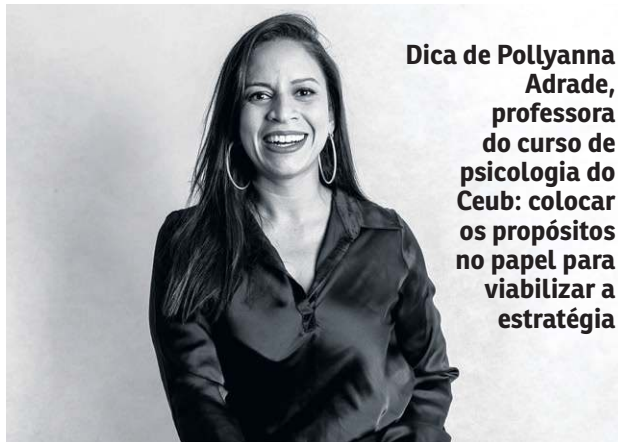 Dica de Pollyanna
Adrade,
professora
do curso de
psicologia do
Ceub: colocar
os propósitos
no papel para
viabilizar a
estratégia